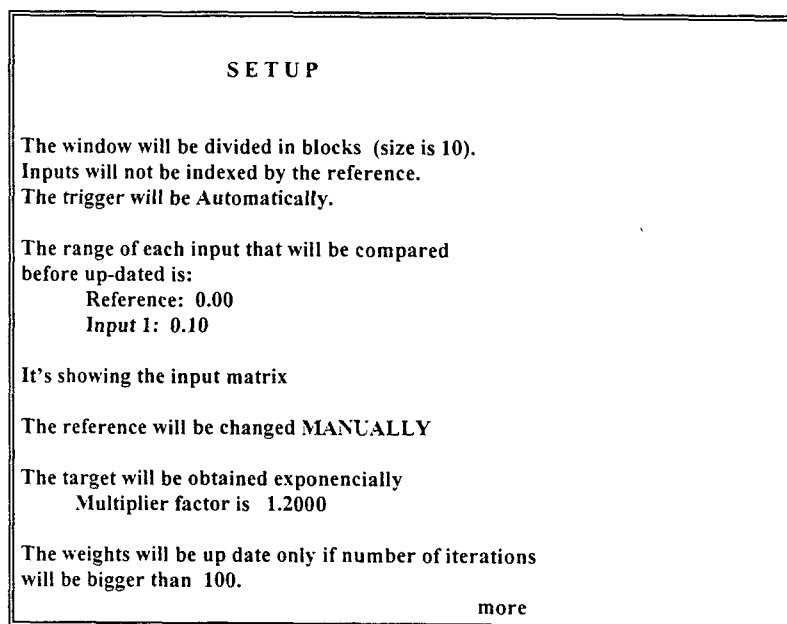 SETUP
The window will be divided in blocks (size is 10).
Inputs will not be indexed by the reference.
The trigger will be Automatically.
The range of each input that will be compared
before up-dated is:
Reference: 0.00
Input 1: 0.10
It's showing the input matrix
The reference will be changed MANUALLY
The target will be obtained exponencially
Multiplier factor is 1.2000
The weights will be up date only if number of iterations
will be bigger than 100.
more